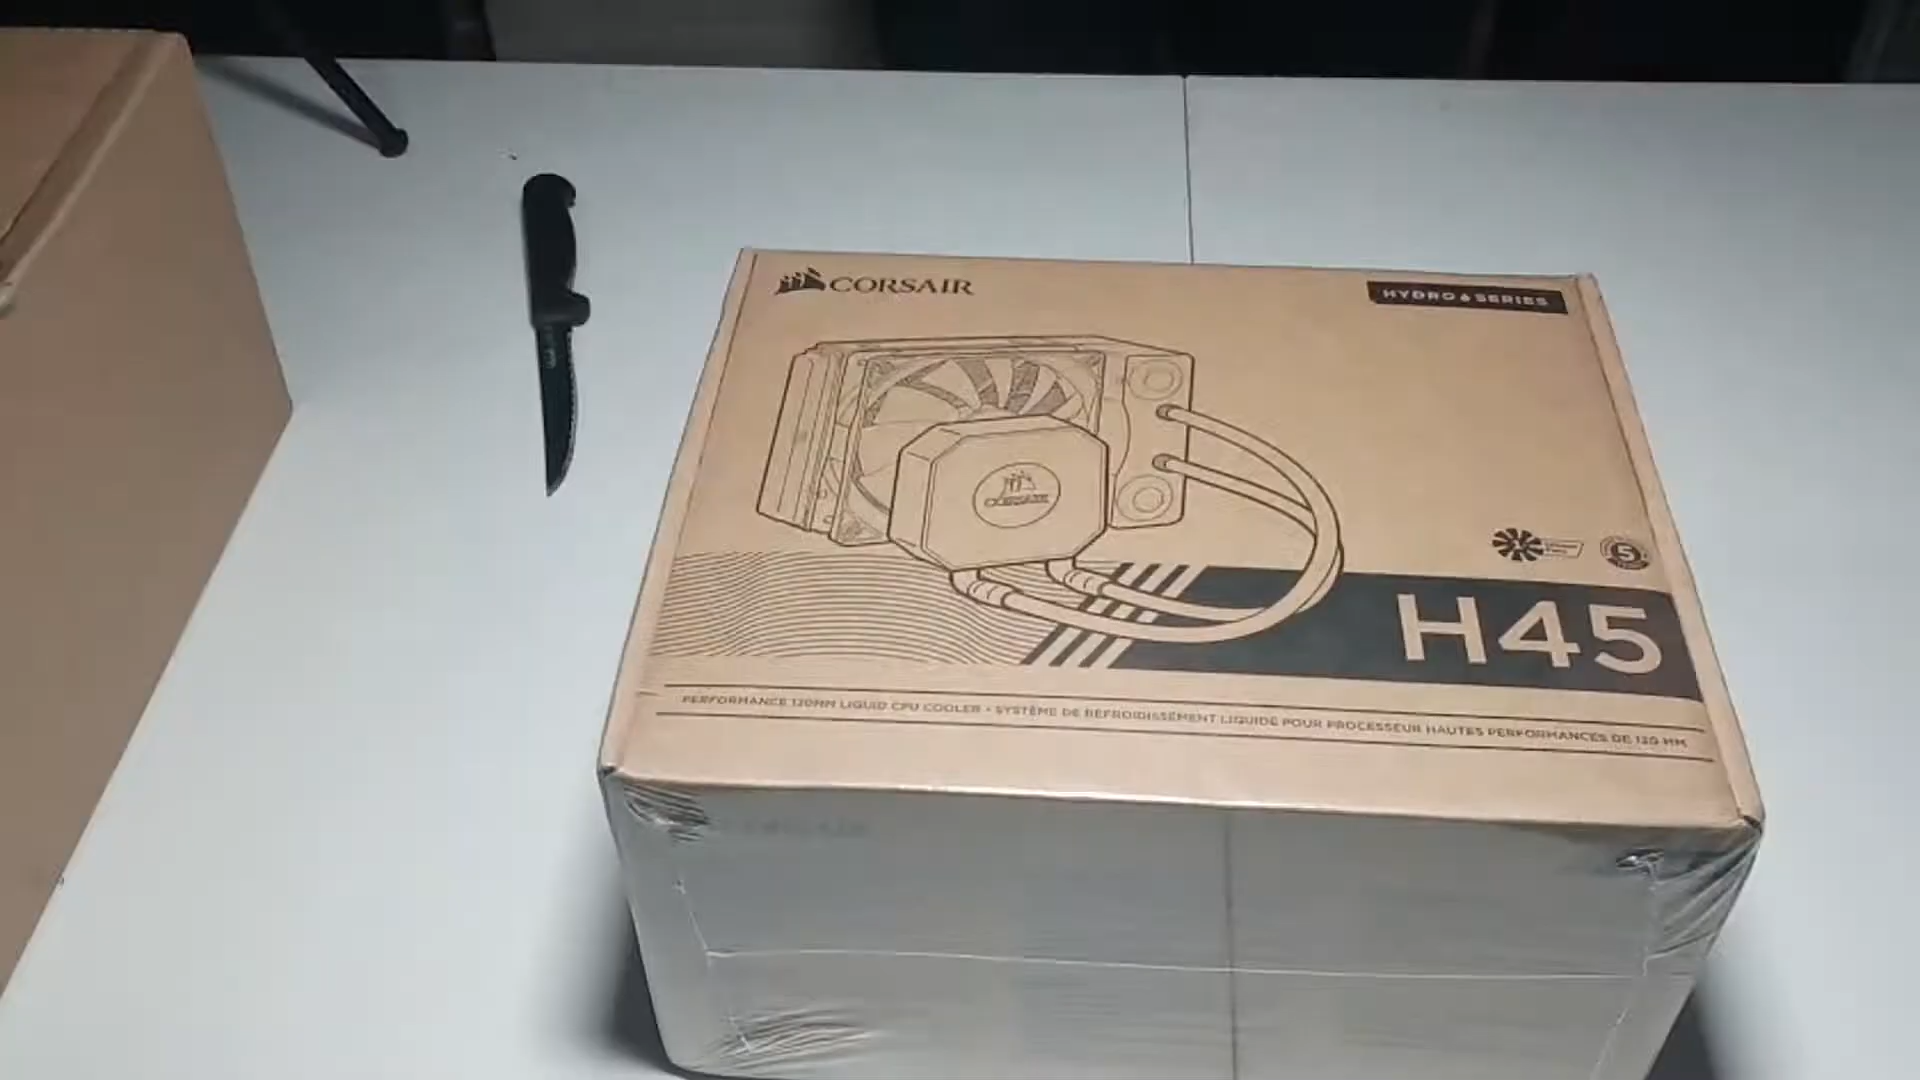 CORSAIR
HYDRO SERIES
CORSAIR
5
H45
PERFORMANCE 120MM LIQUID CPU COOLER • SYSTÈME DE REFROIDISSEMENT LIQUIDE POUR PROCESSEUR HAUTES PERFORMANCES DE 120 MM